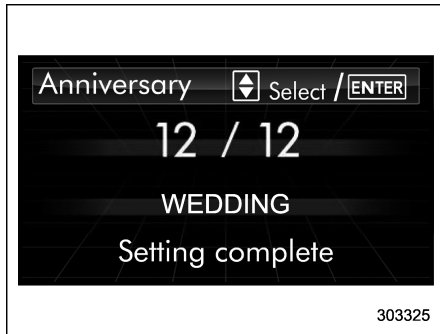 Anniversary Select / ENTER
12 / 12
WEDDING
Setting complete
303325